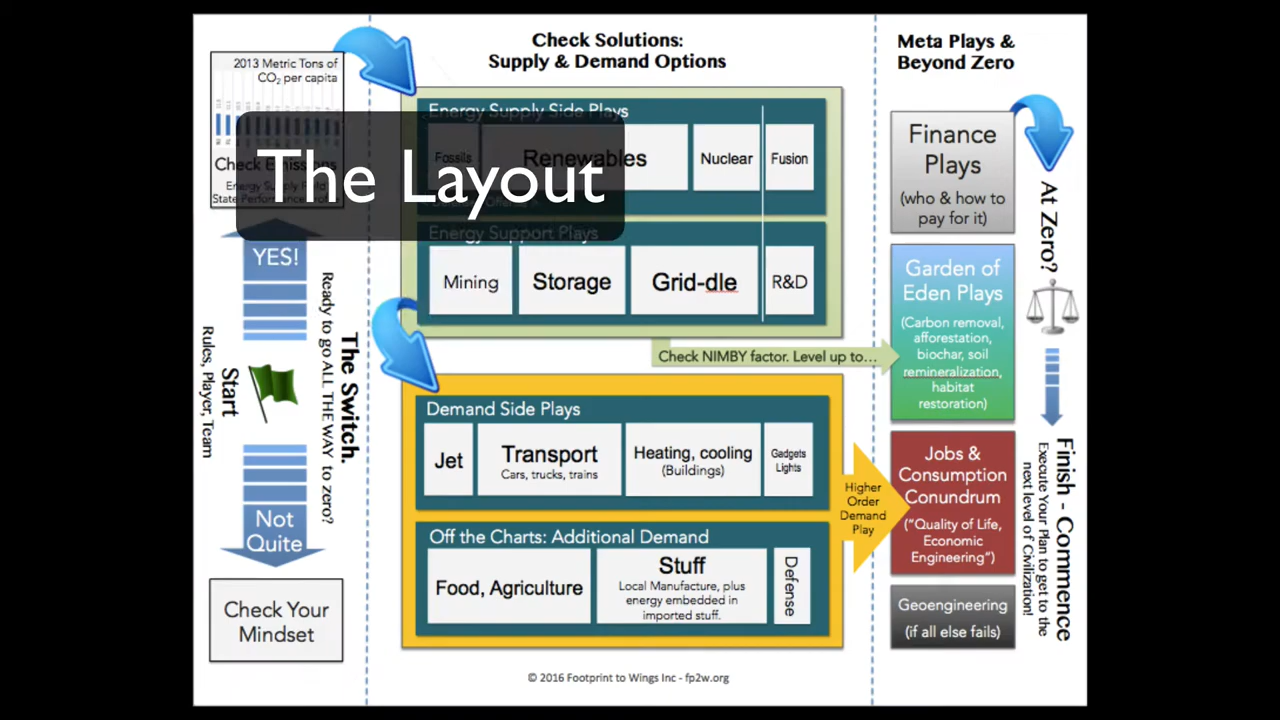 2013 Metric Tons of
CO₂ per capita
Check Emissions
Energy Supply
State Performance
YES!
Ready to go ALL THE WAY to zero?
The Switch.
Start
Rules, Player, Team
Not
Quite
Check Your
Mindset
Check Solutions:
Supply & Demand Options
Energy Supply Side Plays
Fossils
Renewables
Nuclear
Fusion
The Layout
Energy Support Plays
Mining
Storage
Grid-dle
R&D
Check NIMBY factor. Level up to...
Demand Side Plays
Jet
Transport
Cars, trucks, trains
Heating, cooling
(Buildings)
Gadgets
Lights
Off the Charts: Additional Demand
Food, Agriculture
Stuff
Local Manufacture, plus
energy embedded in
imported stuff.
Defense
Higher
Order
Demand
Play
© 2016 Footprint to Wings Inc - fp2w.org
Meta Plays &
Beyond Zero
Finance
Plays
(who & how to
pay for it)
Garden of
Eden Plays
(Carbon removal,
afforestation,
biochar, soil
remineralization,
habitat
restoration)
Jobs &
Consumption
Conundrum
("Quality of Life,
Economic
Engineering")
Geoengineering
(if all else fails)
At Zero?
Finish - Commence
Execute Your Plan to get to the
next level of Civilization!